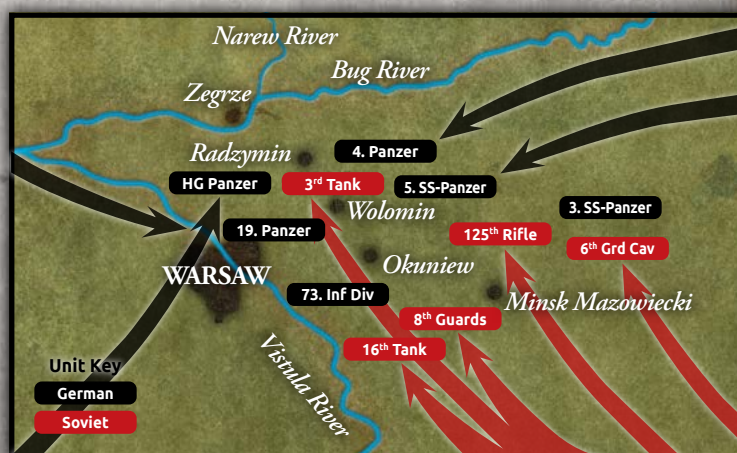 Narew River
Bug River
Zegrze
4. Panzer
Radzymin
HG Panzer
3rd Tank
5. SS-Panzer
3. SS-Panzer
Wolomin
19. Panzer
125th Rifle
6th Grd Cav
WARSAW
Okuniew
73. Inf Div
Minsk Mazowiecki
8th Guards
16th Tank
Vistula River
Unit Key
German
Soviet